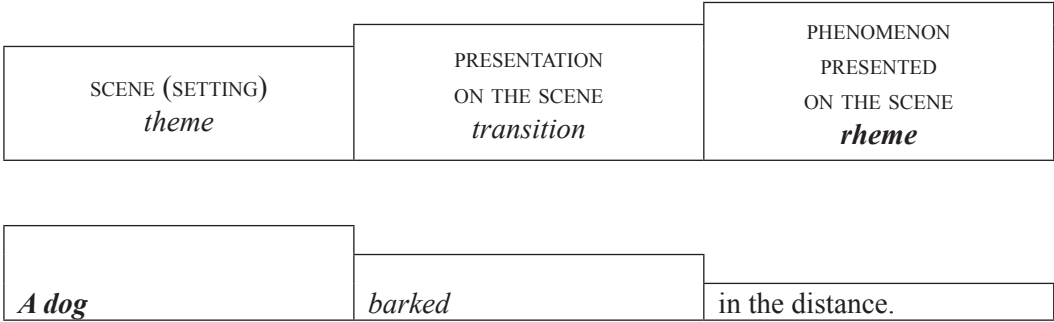 SCENE (SETTING)
theme
PRESENTATION
ON THE SCENE
transition
PHENOMENON
PRESENTED
ON THE SCENE
rheme
A dog
barked
in the distance.